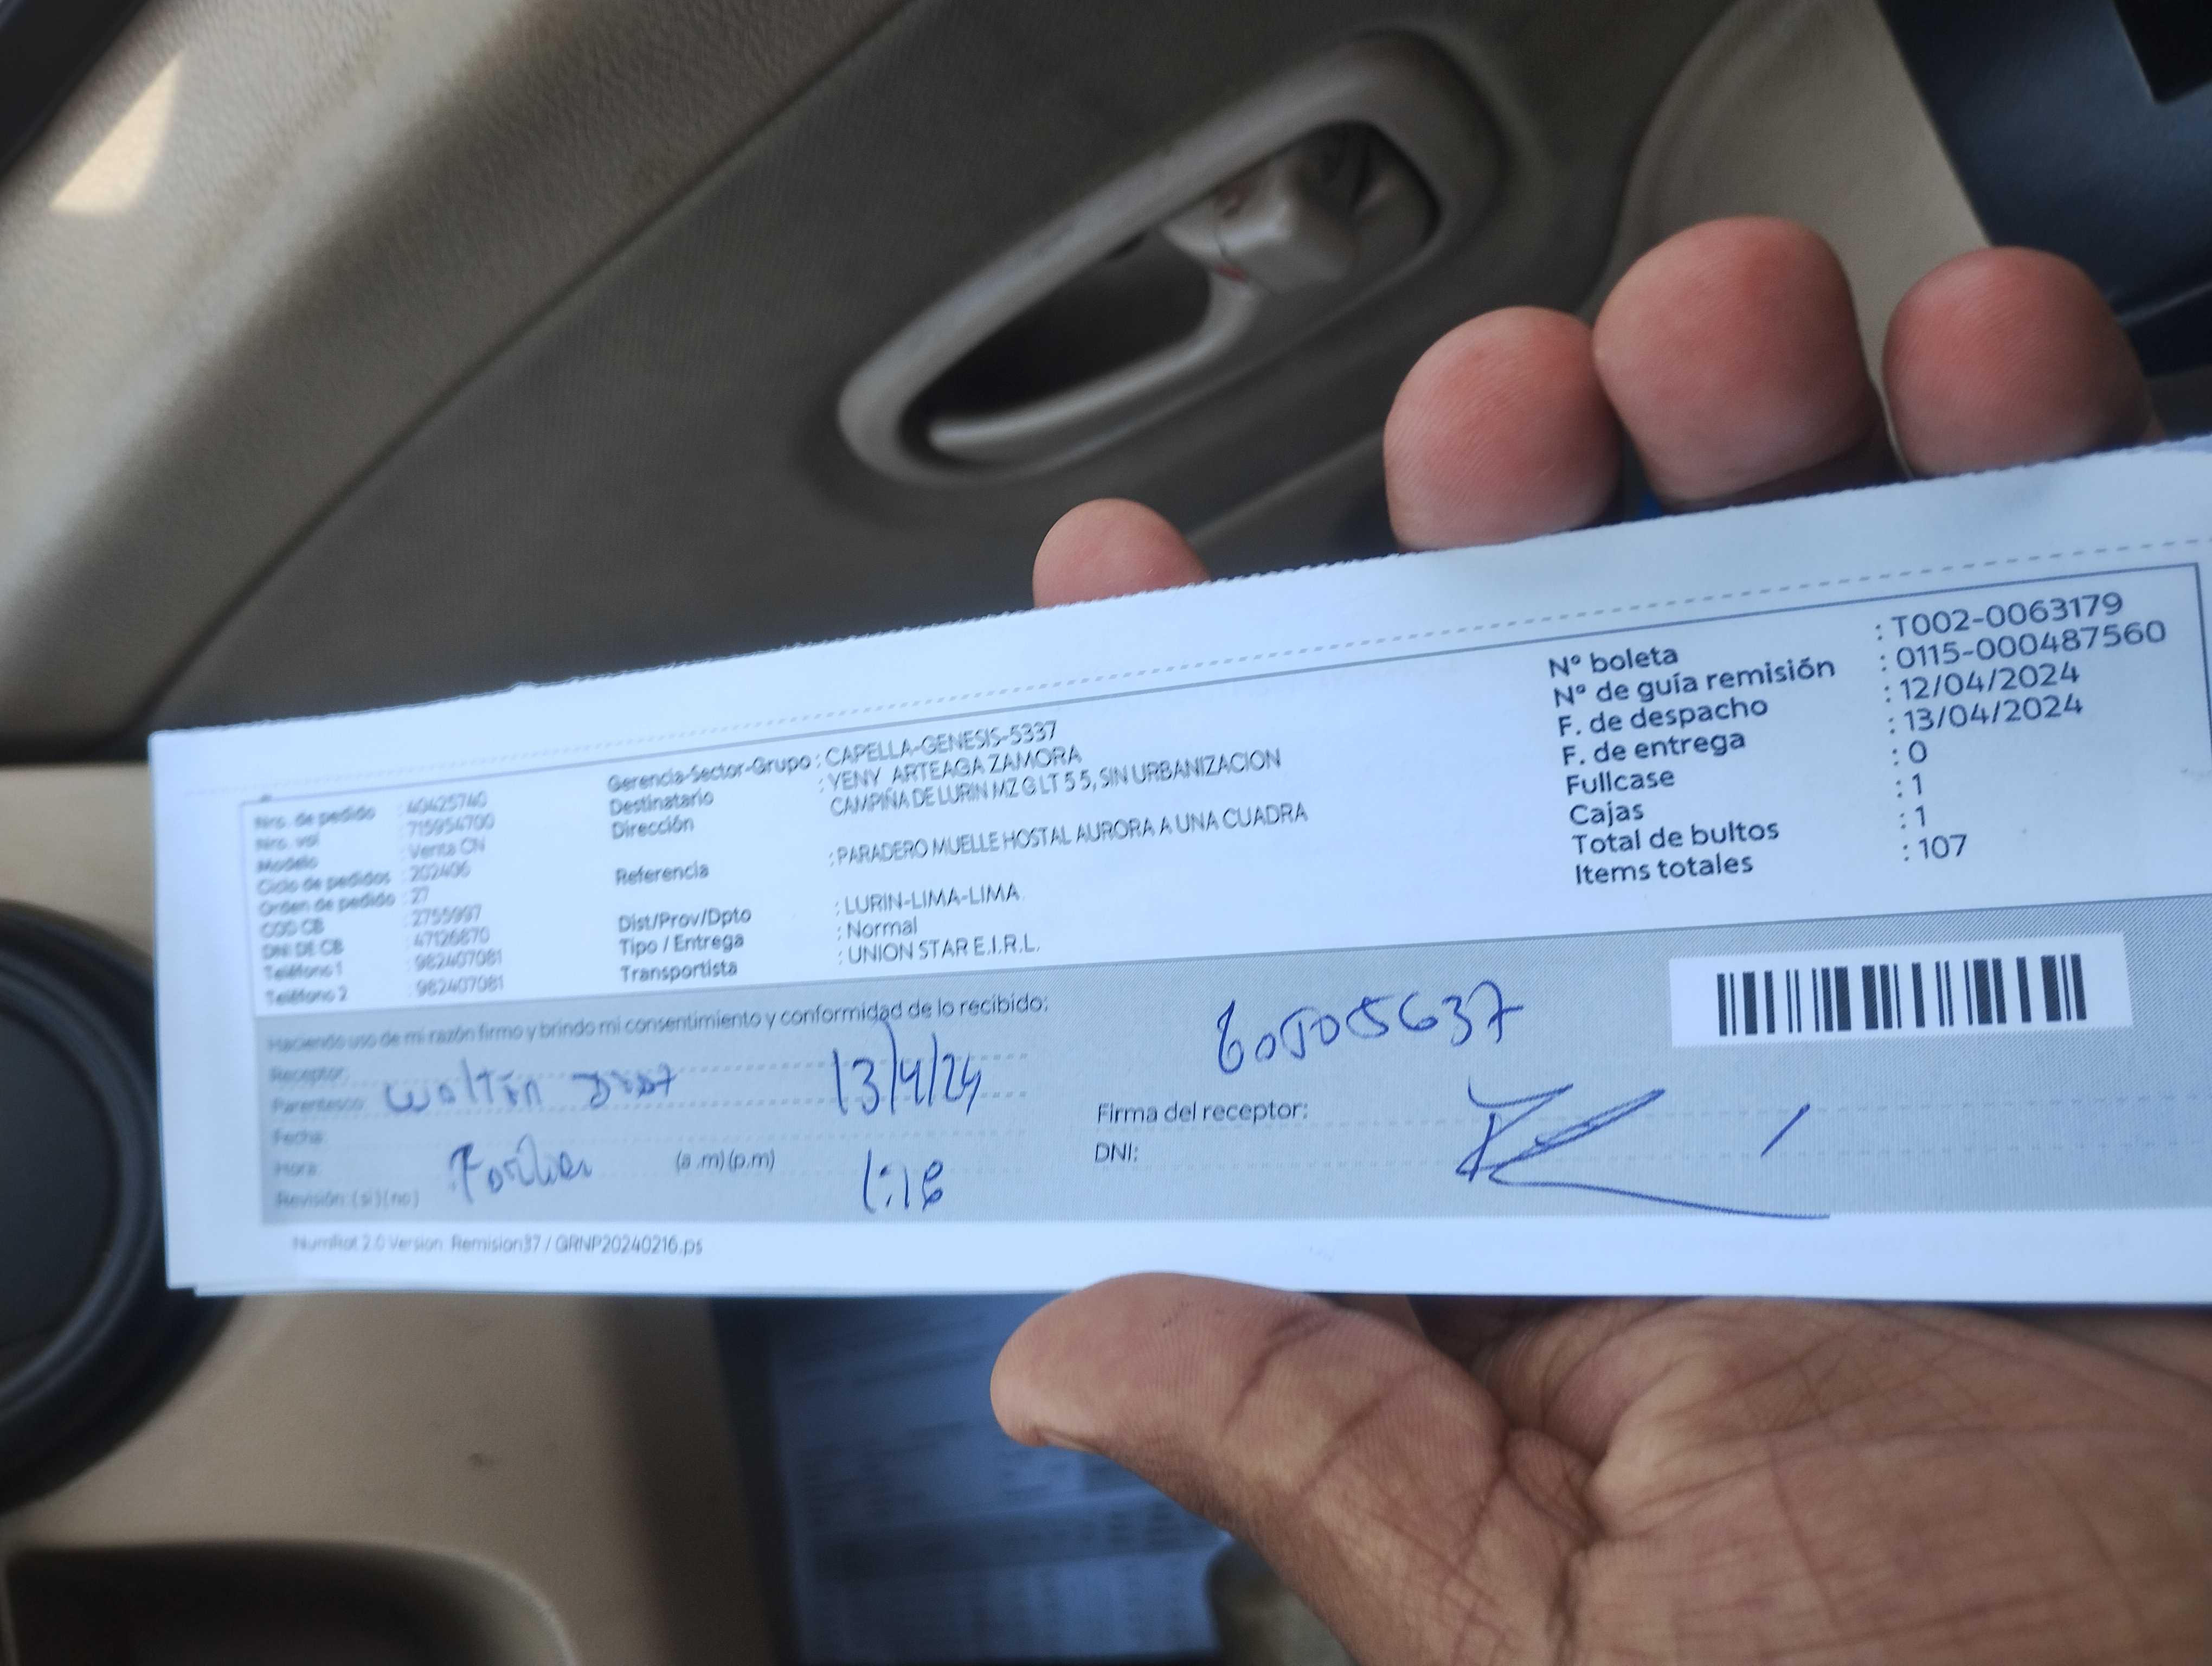 Nro. de pedido : 40425740
Nro. vol : 715954700
Modelo : Venta CN
Ciclo de pedidos : 202406
Orden de pedido : 27
COD CB : 2755997
DNI DE CB : 47126870
Teléfono 1 : 982407081
Teléfono 2 : 982407081
Gerencia-Sector-Grupo : CAPELLA-GENESIS-5337
Destinatario : YENY ARTEAGA ZAMORA
Dirección CAMPIÑA DE LURIN MZ G LT 5 5, SIN URBANIZACION
Referencia : PARADERO MUELLE HOSTAL AURORA A UNA CUADRA
Dist/Prov/Dpto : LURIN-LIMA-LIMA
Tipo / Entrega : Normal
Transportista : UNION STAR E.I.R.L.
N° boleta : T002-0063179
N° de guía remisión : 0115-000487560
F. de despacho : 12/04/2024
F. de entrega : 13/04/2024
Fullcase : 0
Cajas : 1
Total de bultos : 1
Items totales : 107
Haciendo uso de mi razón firmo y brindo mi consentimiento y conformidad de lo recibido:
Receptor:
Parentesco: 13/4/24
Fecha:
Hora: (a.m)(p.m) 1:18
Revisión: (si)(no)
Firma del receptor:
DNI:
NumRot 2.0 Version: Remision37 / GRNP20240216.ps